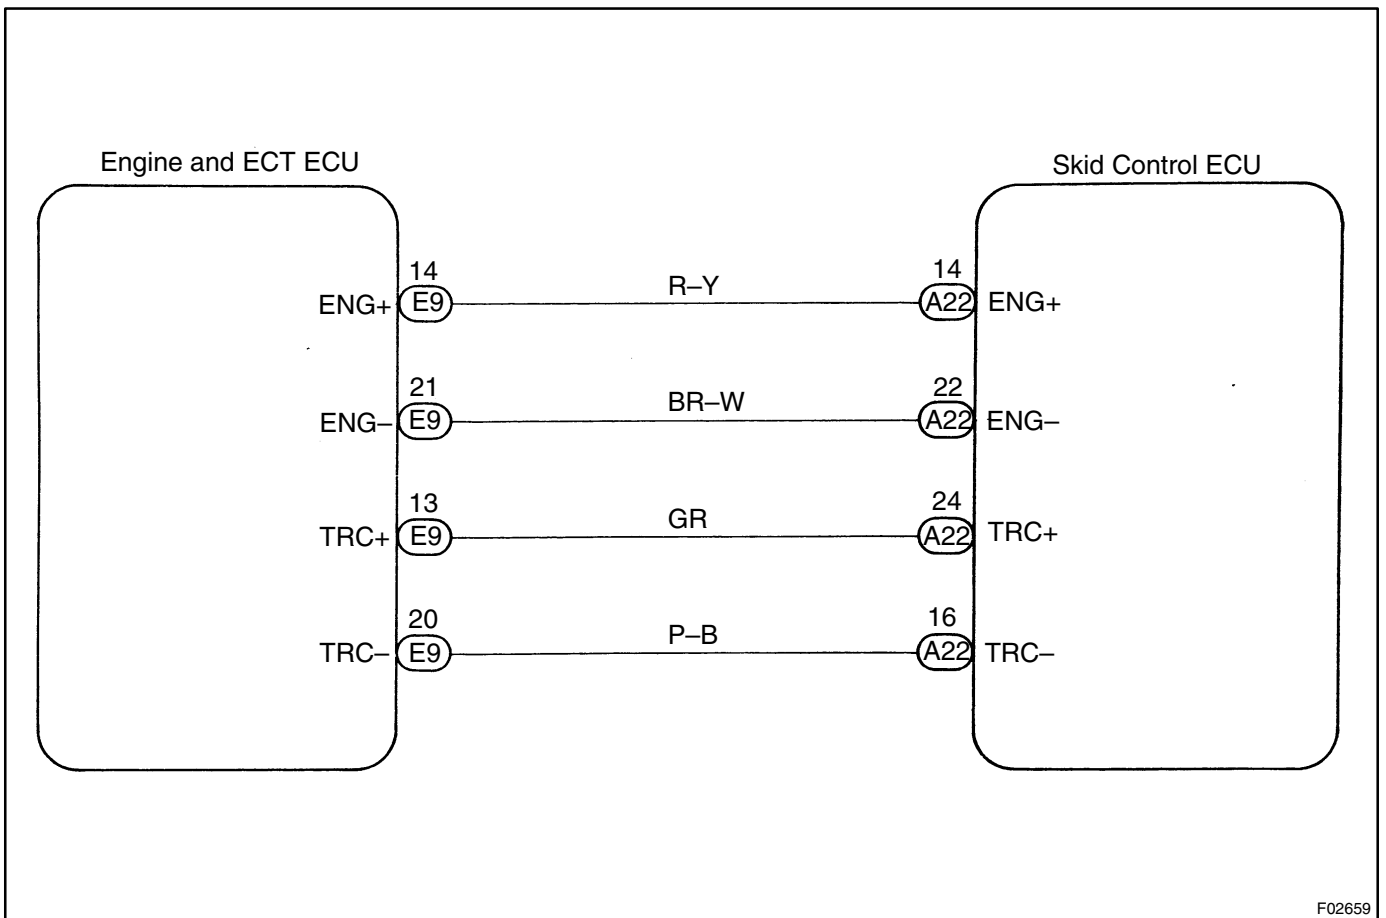 Engine and ECT ECU
Skid Control ECU
14
R–Y
14
ENG+ E9
A22 ENG+
21
BR–W
22
ENG– E9
A22 ENG–
13
GR
24
TRC+ E9
A22 TRC+
20
P–B
16
TRC– E9
A22 TRC–
F02659